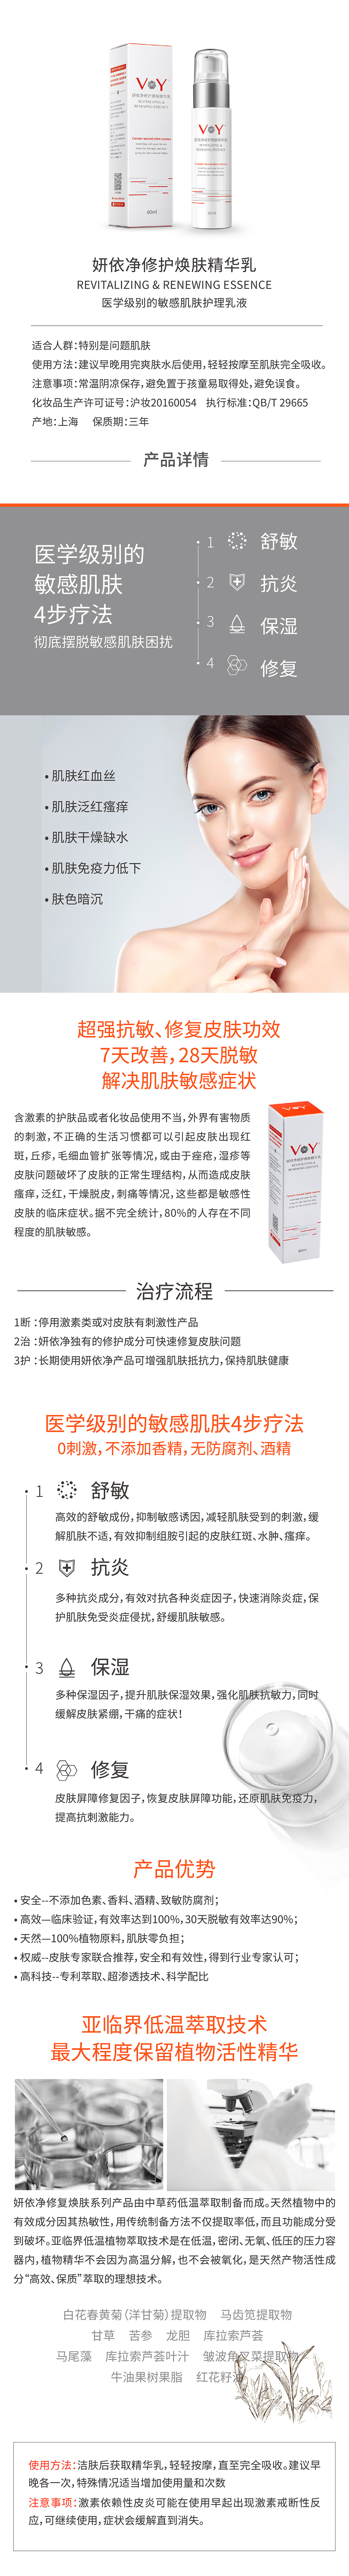 VOY
妍依净修护焕肤精华乳
REVITALIZING &
RENEWING ESSENCE
60ml
VOY
妍依净修护焕肤精华乳
REVITALIZING &
RENEWING ESSENCE
60ml
妍依净修护焕肤精华乳
REVITALIZING & RENEWING ESSENCE
医学级别的敏感肌肤护理乳液
适合人群:特别是问题肌肤
使用方法:建议早晚用完爽肤水后使用,轻轻按摩至肌肤完全吸收。
注意事项:常温阴凉保存,避免置于孩童易取得处,避免误食。
化妆品生产许可证号:沪妆20160054 执行标准:QB/T 29665
产地:上海 保质期:三年
产品详情
医学级别的
敏感肌肤
4步疗法
彻底摆脱敏感肌肤困扰
1 舒敏
2 抗炎
3 保湿
4 修复
• 肌肤红血丝
• 肌肤泛红瘙痒
• 肌肤干燥缺水
• 肌肤免疫力低下
• 肤色暗沉
超强抗敏、修复皮肤功效
7天改善,28天脱敏
解决肌肤敏感症状
含激素的护肤品或者化妆品使用不当,外界有害物质
的刺激,不正确的生活习惯都可以引起皮肤出现红
斑,丘疹,毛细血管扩张等情况,或由于痤疮,湿疹等
皮肤问题破坏了皮肤的正常生理结构,从而造成皮肤
瘙痒,泛红,干燥脱皮,刺痛等情况,这些都是敏感性
皮肤的临床症状。据不完全统计,80%的人存在不同
程度的肌肤敏感。
VOY
60ml
治疗流程
1断:停用激素类或对皮肤有刺激性产品
2治:妍依净独有的修护成分可快速修复皮肤问题
3护:长期使用妍依净产品可增强肌肤抵抗力,保持肌肤健康
医学级别的敏感肌肤4步疗法
0刺激,不添加香精,无防腐剂、酒精
1 舒敏
高效的舒敏成份,抑制敏感诱因,减轻肌肤受到的刺激,缓
解肌肤不适,有效抑制组胺引起的皮肤红斑、水肿、瘙痒。
2 抗炎
多种抗炎成分,有效对抗各种炎症因子,快速消除炎症,保
护肌肤免受炎症侵扰,舒缓肌肤敏感。
3 保湿
多种保湿因子,提升肌肤保湿效果,强化肌肤抗敏力,同时
缓解皮肤紧绷,干痛的症状!
4 修复
皮肤屏障修复因子,恢复皮肤屏障功能,还原肌肤免疫力,
提高抗刺激能力。
产品优势
• 安全--不添加色素、香料、酒精、致敏防腐剂;
• 高效—临床验证,有效率达到100%,30天脱敏有效率达90%;
• 天然—100%植物原料,肌肤零负担;
• 权威--皮肤专家联合推荐,安全和有效性,得到行业专家认可;
• 高科技--专利萃取、超渗透技术、科学配比
亚临界低温萃取技术
最大程度保留植物活性精华
妍依净修复焕肤系列产品由中草药低温萃取制备而成。天然植物中的
有效成分因其热敏性,用传统制备方法不仅提取率低,而且功能成分受
到破坏。亚临界低温植物萃取技术是在低温,密闭、无氧、低压的压力容
器内,植物精华不会因为高温分解,也不会被氧化,是天然产物活性成
分“高效、保质”萃取的理想技术。
白花春黄菊(洋甘菊)提取物 马齿笕提取物
甘草 苦参 龙胆 库拉索芦荟
马尾藻 库拉索芦荟叶汁 皱波角叉菜提取物
牛油果树果脂 红花籽油
使用方法:洁肤后获取精华乳,轻轻按摩,直至完全吸收。建议早
晚各一次,特殊情况适当增加使用量和次数
注意事项:激素依赖性皮炎可能在使用早起出现激素戒断性反
应,可继续使用,症状会缓解直到消失。